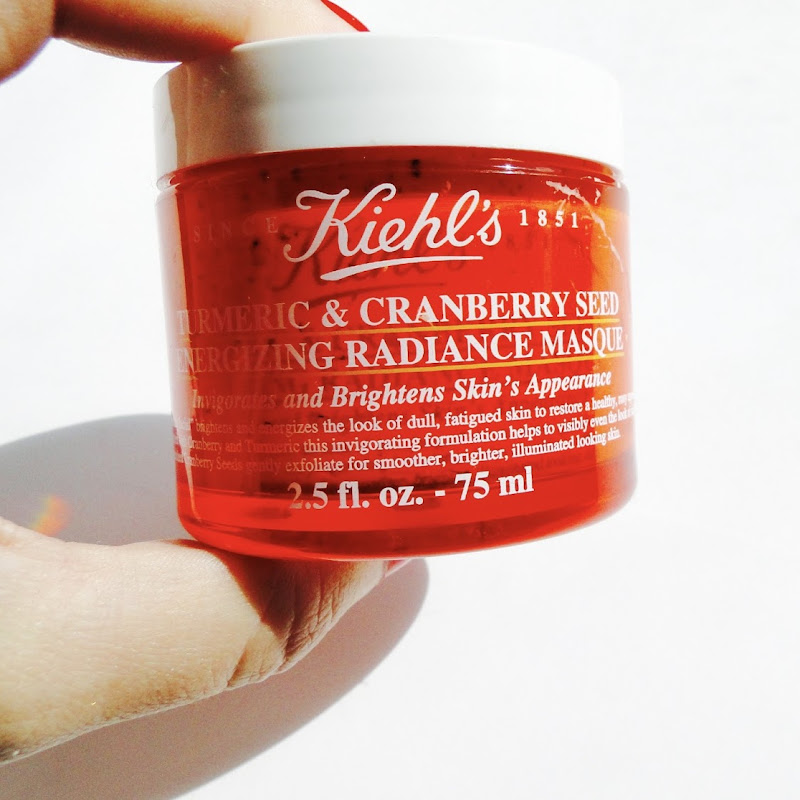 SINCE Kiehl's 1851
TURMERIC & CRANBERRY SEED
ENERGIZING RADIANCE MASQUE
Invigorates and Brightens Skin's Appearance
brightens and energizes the look of dull, fatigued skin to restore a healthy,
Cranberry and Turmeric this invigorating formulation helps to visibly even the look of
Cranberry Seeds gently exfoliate for smoother, brighter, illuminated looking skin.
2.5 fl. oz. - 75 ml